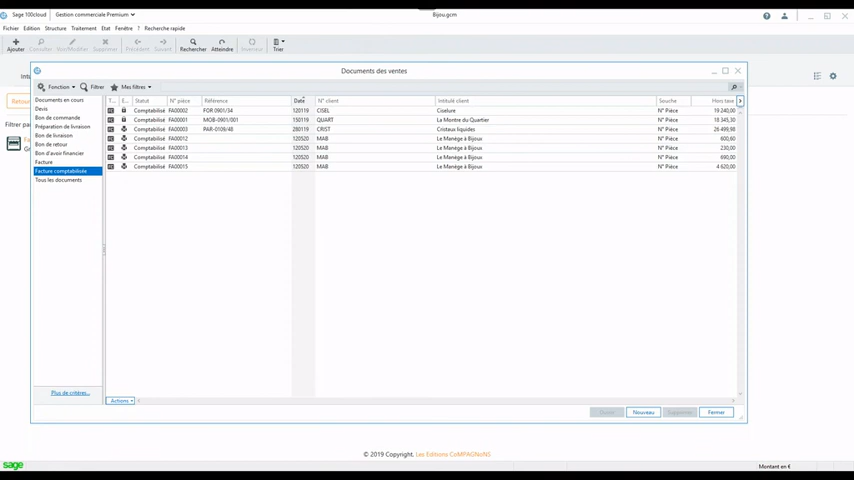 Sage 100cloud Gestion commerciale Premium Bijou.gcm
Fichier Edition Structure Traitement Etat Fenêtre ? Recherche rapide
Ajouter Consulter Voir/Modifier Supprimer Précédent Suivant Rechercher Atteindre Inverseur Trier
Documents des ventes
Fonction Filtrer Mes filtres
Documents en cours
Devis
Bon de commande
Préparation de livraison
Bon de livraison
Bon de retour
Bon d'avoir financier
Facture
Facture comptabilisée
Tous les documents
Plus de critères...
T... E... Statut N° pièce Référence Date N° client Intitulé client Souche Hors taxe
Comptabilisé FA00002 FOR 0901/34 120119 CISEL Ciselure N° Pièce 19 240,00
Comptabilisé FA00001 MOB-0901/001 150119 QUART La Montre du Quartier N° Pièce 18 345,30
Comptabilisé FA00003 PAR-0109/48 280119 CRIST Cristaux liquides N° Pièce 26 499,98
Comptabilisé FA00012 120520 MAB Le Manège à Bijoux N° Pièce 600,60
Comptabilisé FA00013 120520 MAB Le Manège à Bijoux N° Pièce 230,00
Comptabilisé FA00014 120520 MAB Le Manège à Bijoux N° Pièce 690,00
Comptabilisé FA00015 120520 MAB Le Manège à Bijoux N° Pièce 4 620,00
Actions
Nouveau Supprimer Fermer
Retour
Filtrer pa
© 2019 Copyright. Les Editions CoMPAGNoNS
sage
Montant en €